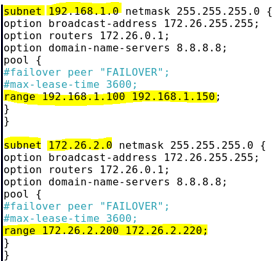 subnet 192.168.1.0 netmask 255.255.255.0 {
option broadcast-address 172.26.255.255;
option routers 172.26.0.1;
option domain-name-servers 8.8.8.8;
pool {
#failover peer "FAILOVER";
#max-lease-time 3600;
range 192.168.1.100 192.168.1.150;
}
}
subnet 172.26.2.0 netmask 255.255.255.0 {
option broadcast-address 172.26.255.255;
option routers 172.26.0.1;
option domain-name-servers 8.8.8.8;
pool {
#failover peer "FAILOVER";
#max-lease-time 3600;
range 172.26.2.200 172.26.2.220;
}
}